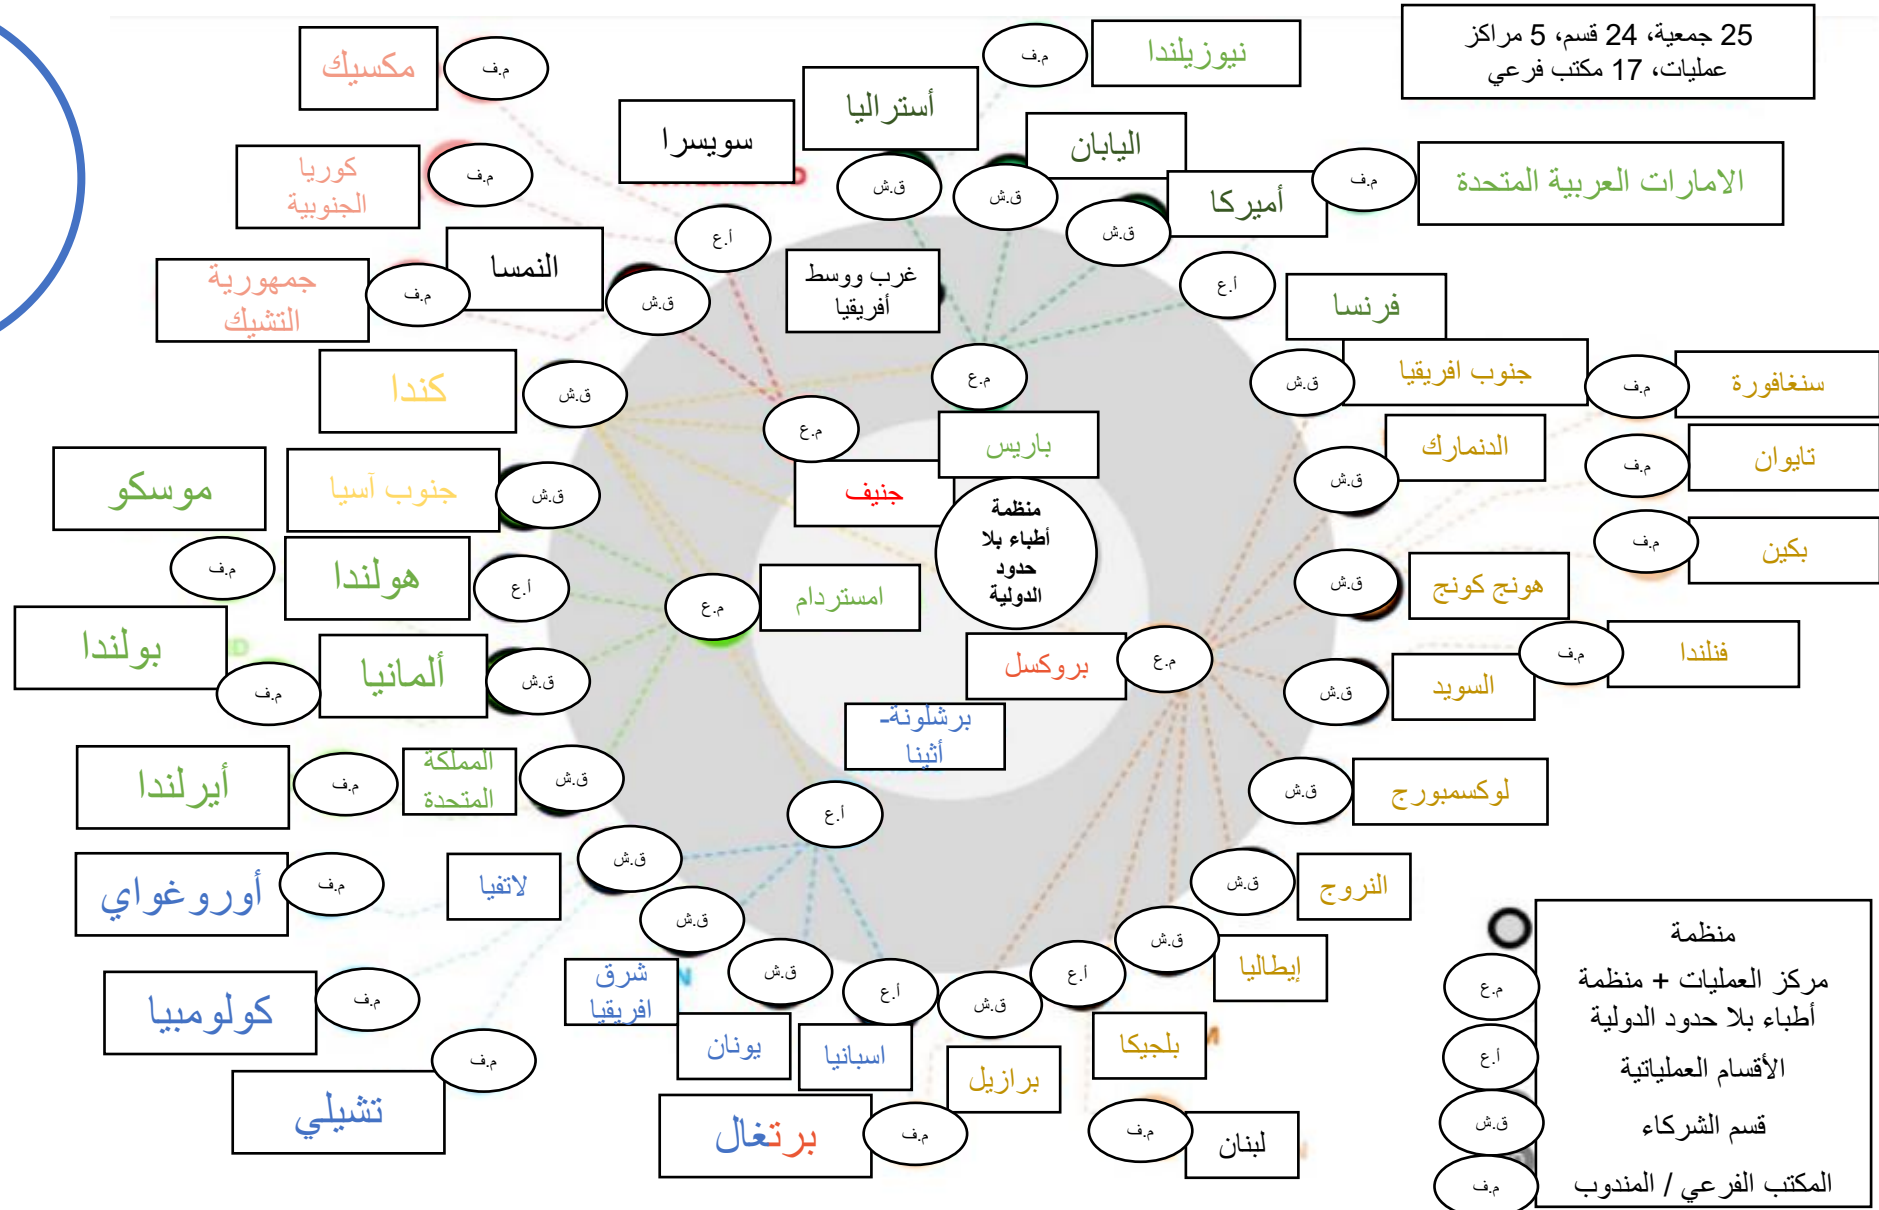 25 جمعية، 24 قسم، 5 مراكز
عمليات، 17 مكتب فرعي
نيوزيلندا
م.ف
مكسيك
م.ف
أستراليا
ق.ش
سويسرا
أ.ع
اليابان
ق.ش
أميركا
ق.ش
الامارات العربية المتحدة
م.ف
كوريا
الجنوبية
م.ف
النمسا
ق.ش
جمهورية
التشيك
م.ف
غرب ووسط
أفريقيا
أ.ع
فرنسا
م.ع
باريس
م.ع
جنيف
كندا
ق.ش
ق.ش
جنوب افريقيا
م.ف
سنغافورة
ق.ش
الدنمارك
م.ف
تايوان
م.ف
بكين
ق.ش
هونج كونج
م.ف
فنلندا
ق.ش
السويد
منظمة
أطباء بلا
حدود
الدولية
موسكو
م.ف
جنوب آسيا
ق.ش
هولندا
أ.ع
امستردام
م.ع
بروكسل
م.ع
بولندا
م.ف
ألمانيا
ق.ش
برشلونة-
أثينا
أ.ع
أيرلندا
م.ف
المملكة
المتحدة
ق.ش
ق.ش
لوكسمبورج
أوروغواي
م.ف
لاتفيا
ق.ش
ق.ش
النروج
كولومبيا
م.ف
شرق
افريقيا
ق.ش
يونان
ق.ش
اسبانيا
أ.ع
برازيل
ق.ش
بلجيكا
أ.ع
إيطاليا
ق.ش
تشيلي
م.ف
برتغال
م.ف
لبنان
م.ف
منظمة
م.ع
مركز العمليات + منظمة
أطباء بلا حدود الدولية
أ.ع
الأقسام العملياتية
ق.ش
قسم الشركاء
م.ف
المكتب الفرعي / المندوب